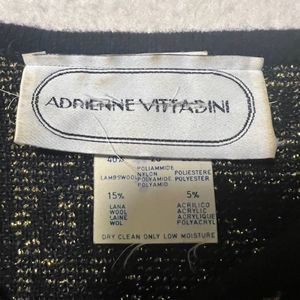 ADRIENNE VITTADINI
40%
LAMBSWOOL
POLIAMMIDE
NYLON
POLYAMIDE
POLYAMID
POLIESTERE
POLYESTER
15%
LANA
WOOL
LAINE
WOL
5%
ACRILICO
ACRYLIC
ACRYLIQUE
POLYACRYL
DRY CLEAN ONLY LOW MOISTURE